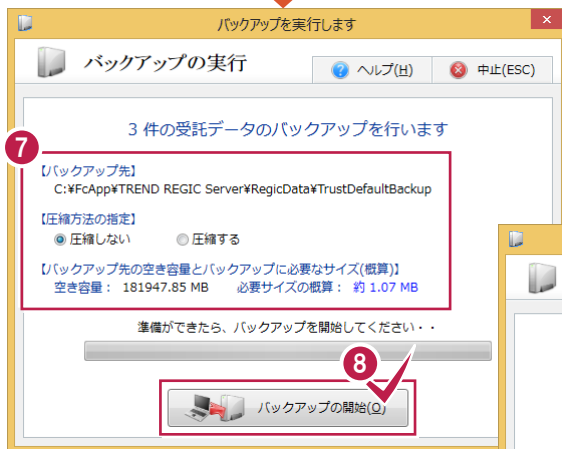 バックアップを実行します
×
バックアップの実行
ヘルプ(H)
中止(ESC)
3 件の受託データのバックアップを行います
7
【バックアップ先】
C:¥FcApp¥TREND REGIC Server¥RegicData¥TrustDefaultBackup
【圧縮方法の指定】
圧縮しない 圧縮する
【バックアップ先の空き容量とバックアップに必要なサイズ(概算)】
空き容量： 181947.85 MB 必要サイズの概算： 約 1.07 MB
準備ができたら、バックアップを開始してください・・
8
バックアップの開始(O)